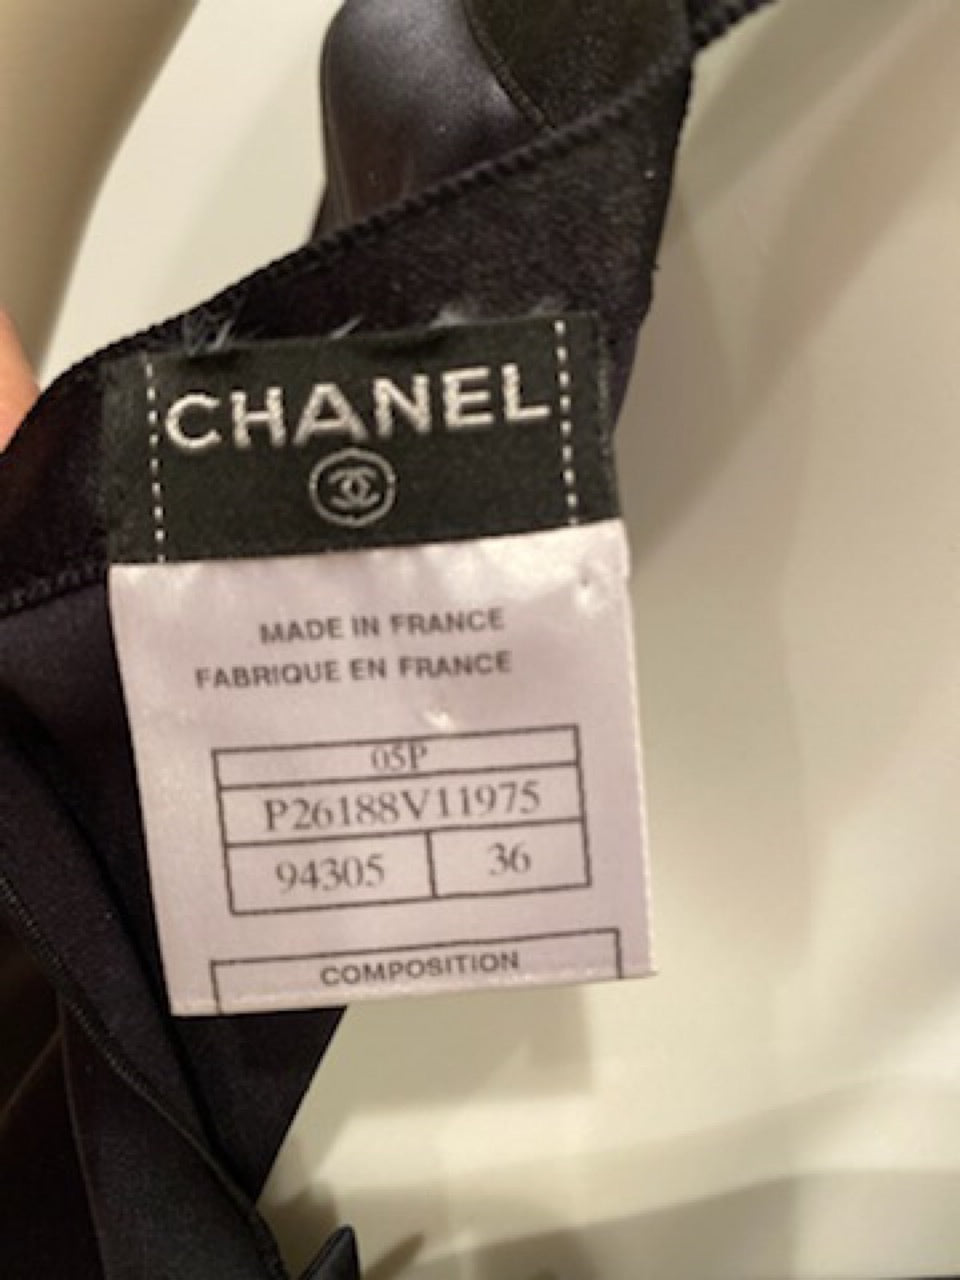 CHANEL
MADE IN FRANCE
FABRIQUE EN FRANCE
05P
P26188V11975
94305 36
COMPOSITION